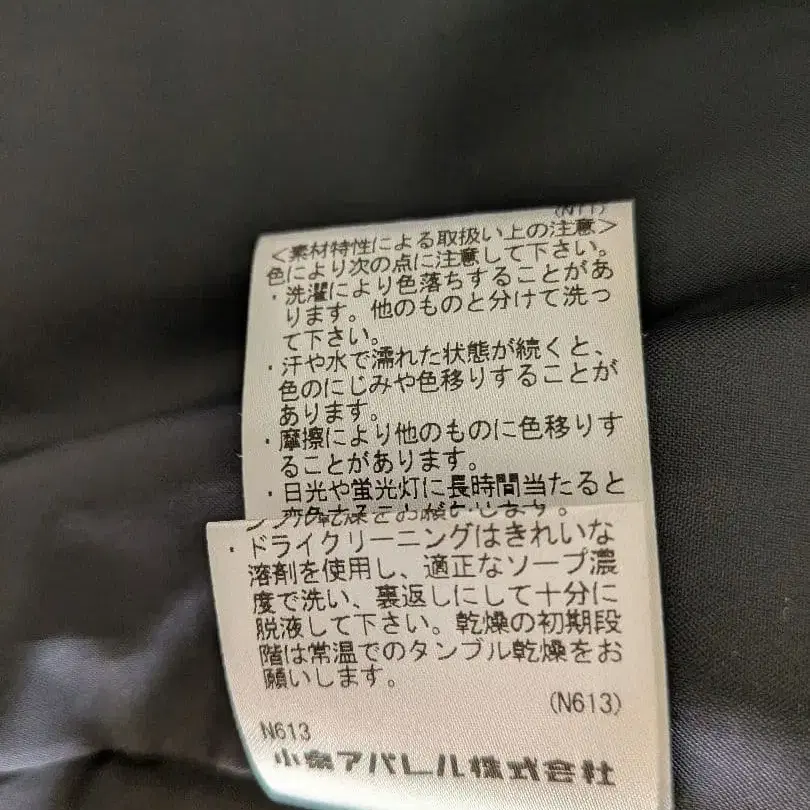 (N11)
<素材特性による取扱い上の注意>
色により次の点に注意して下さい。
・洗濯により色落ちすることがあ
ります。他のものと分けて洗っ
て下さい。
・汗や水で濡れた状態が続くと、
色のにじみや色移りすることが
あります。
・摩擦により他のものに色移りす
ることがあります。
・日光や蛍光灯に長時間当たると
・ドライクリーニングはきれいな
溶剤を使用し、適正なソープ濃
度で洗い、裏返しにして十分に
脱液して下さい。乾燥の初期段
階は常温でのタンブル乾燥をお
願いします。
(N613)
N613
小泉アパレル株式会社